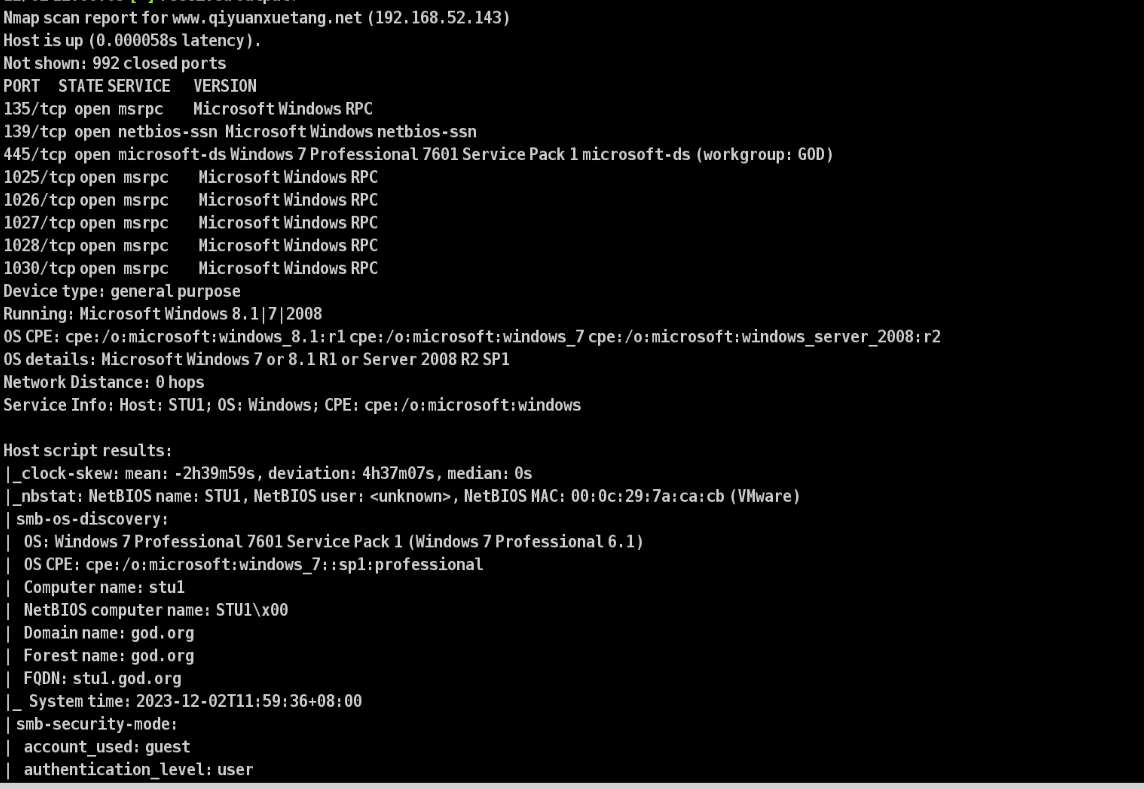 Nmap scan report for www.qiyuanxuetang.net (192.168.52.143)
Host is up (0.000058s latency).
Not shown: 992 closed ports
PORT STATE SERVICE VERSION
135/tcp open msrpc Microsoft Windows RPC
139/tcp open netbios-ssn Microsoft Windows netbios-ssn
445/tcp open microsoft-ds Windows 7 Professional 7601 Service Pack 1 microsoft-ds (workgroup: GOD)
1025/tcp open msrpc Microsoft Windows RPC
1026/tcp open msrpc Microsoft Windows RPC
1027/tcp open msrpc Microsoft Windows RPC
1028/tcp open msrpc Microsoft Windows RPC
1030/tcp open msrpc Microsoft Windows RPC
Device type: general purpose
Running: Microsoft Windows 8.1|7|2008
OS CPE: cpe:/o:microsoft:windows_8.1:r1 cpe:/o:microsoft:windows_7 cpe:/o:microsoft:windows_server_2008:r2
OS details: Microsoft Windows 7 or 8.1 R1 or Server 2008 R2 SP1
Network Distance: 0 hops
Service Info: Host: STU1; OS: Windows; CPE: cpe:/o:microsoft:windows
Host script results:
|_clock-skew: mean: -2h39m59s, deviation: 4h37m07s, median: 0s
|_nbstat: NetBIOS name: STU1, NetBIOS user: <unknown>, NetBIOS MAC: 00:0c:29:7a:ca:cb (VMware)
| smb-os-discovery:
| OS: Windows 7 Professional 7601 Service Pack 1 (Windows 7 Professional 6.1)
| OS CPE: cpe:/o:microsoft:windows_7::sp1:professional
| Computer name: stu1
| NetBIOS computer name: STU1\x00
| Domain name: god.org
| Forest name: god.org
| FQDN: stu1.god.org
|_ System time: 2023-12-02T11:59:36+08:00
| smb-security-mode:
| account_used: guest
| authentication_level: user